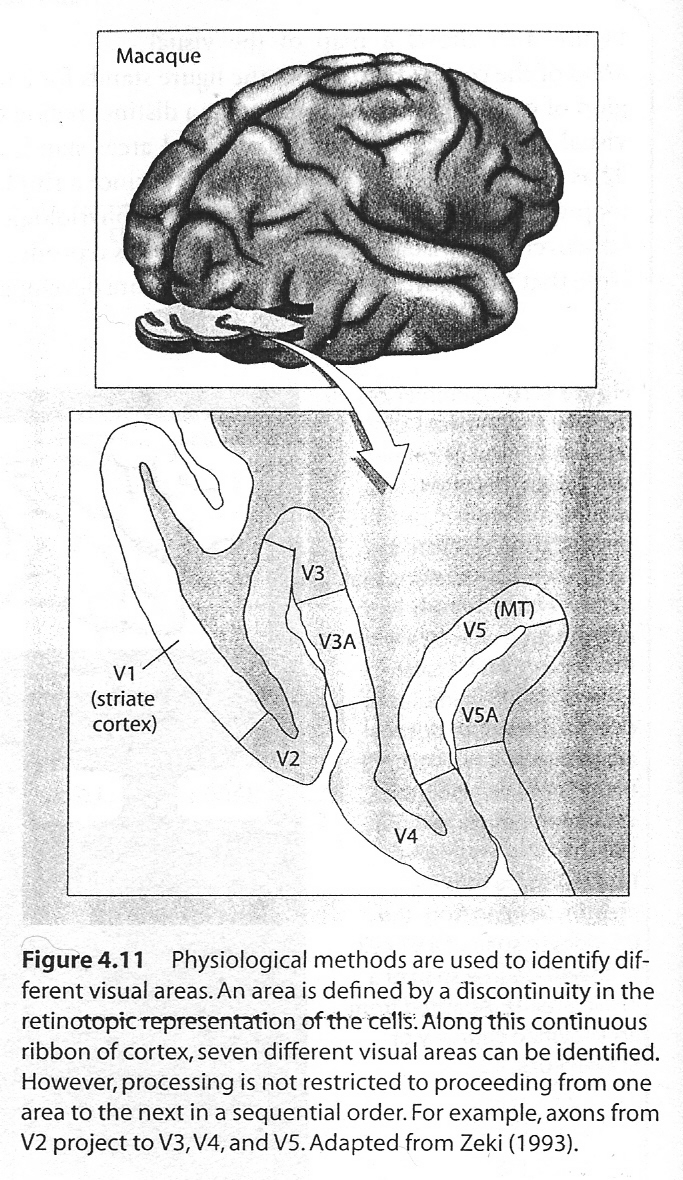 Macaque
V3
V3A
V1
(striate
cortex)
V2
(MT)
V5
V5A
V4
Figure 4.11 Physiological methods are used to identify dif-
ferent visual areas. An area is defined by a discontinuity in the
retinotopic representation of the cells. Along this continuous
ribbon of cortex, seven different visual areas can be identified.
However, processing is not restricted to proceeding from one
area to the next in a sequential order. For example, axons from
V2 project to V3, V4, and V5. Adapted from Zeki (1993).